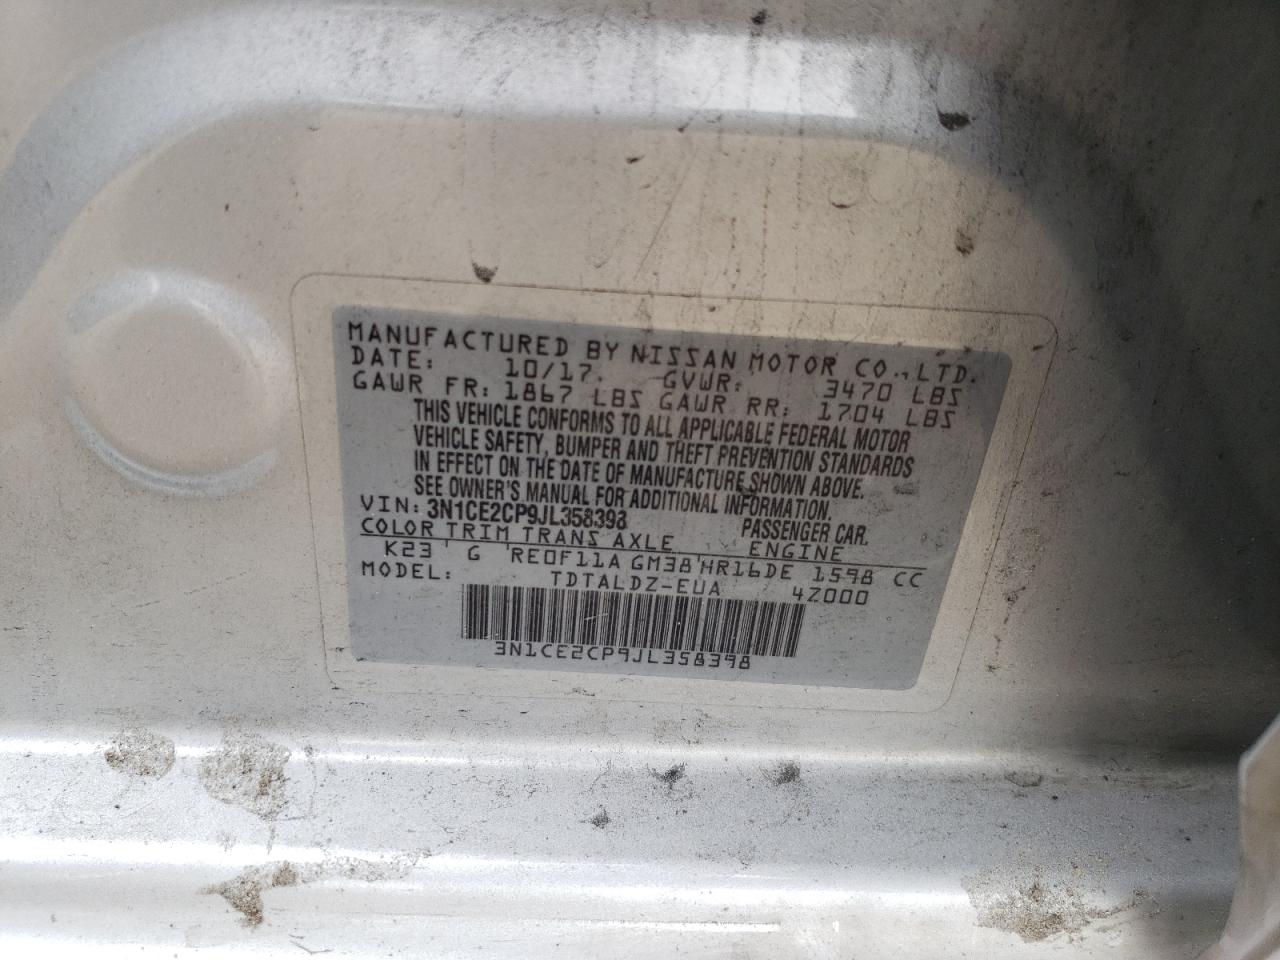 MANUFACTURED BY NISSAN MOTOR CO.,LTD.
DATE: 10/17. GVWR: 3470 LBS
GAWR FR: 1867 LBS GAWR RR: 1704 LBS
THIS VEHICLE CONFORMS TO ALL APPLICABLE FEDERAL MOTOR
VEHICLE SAFETY, BUMPER AND THEFT PREVENTION STANDARDS
IN EFFECT ON THE DATE OF MANUFACTURE SHOWN ABOVE.
SEE OWNER'S MANUAL FOR ADDITIONAL INFORMATION.
VIN: 3N1CE2CP9JL358398 PASSENGER CAR.
COLOR TRIM TRANS AXLE ENGINE
K23 G RE0F11A GM38 HR16DE 1598 CC
MODEL: TDTALDZ-EUA 4Z000
3N1CE2CP9JL358398